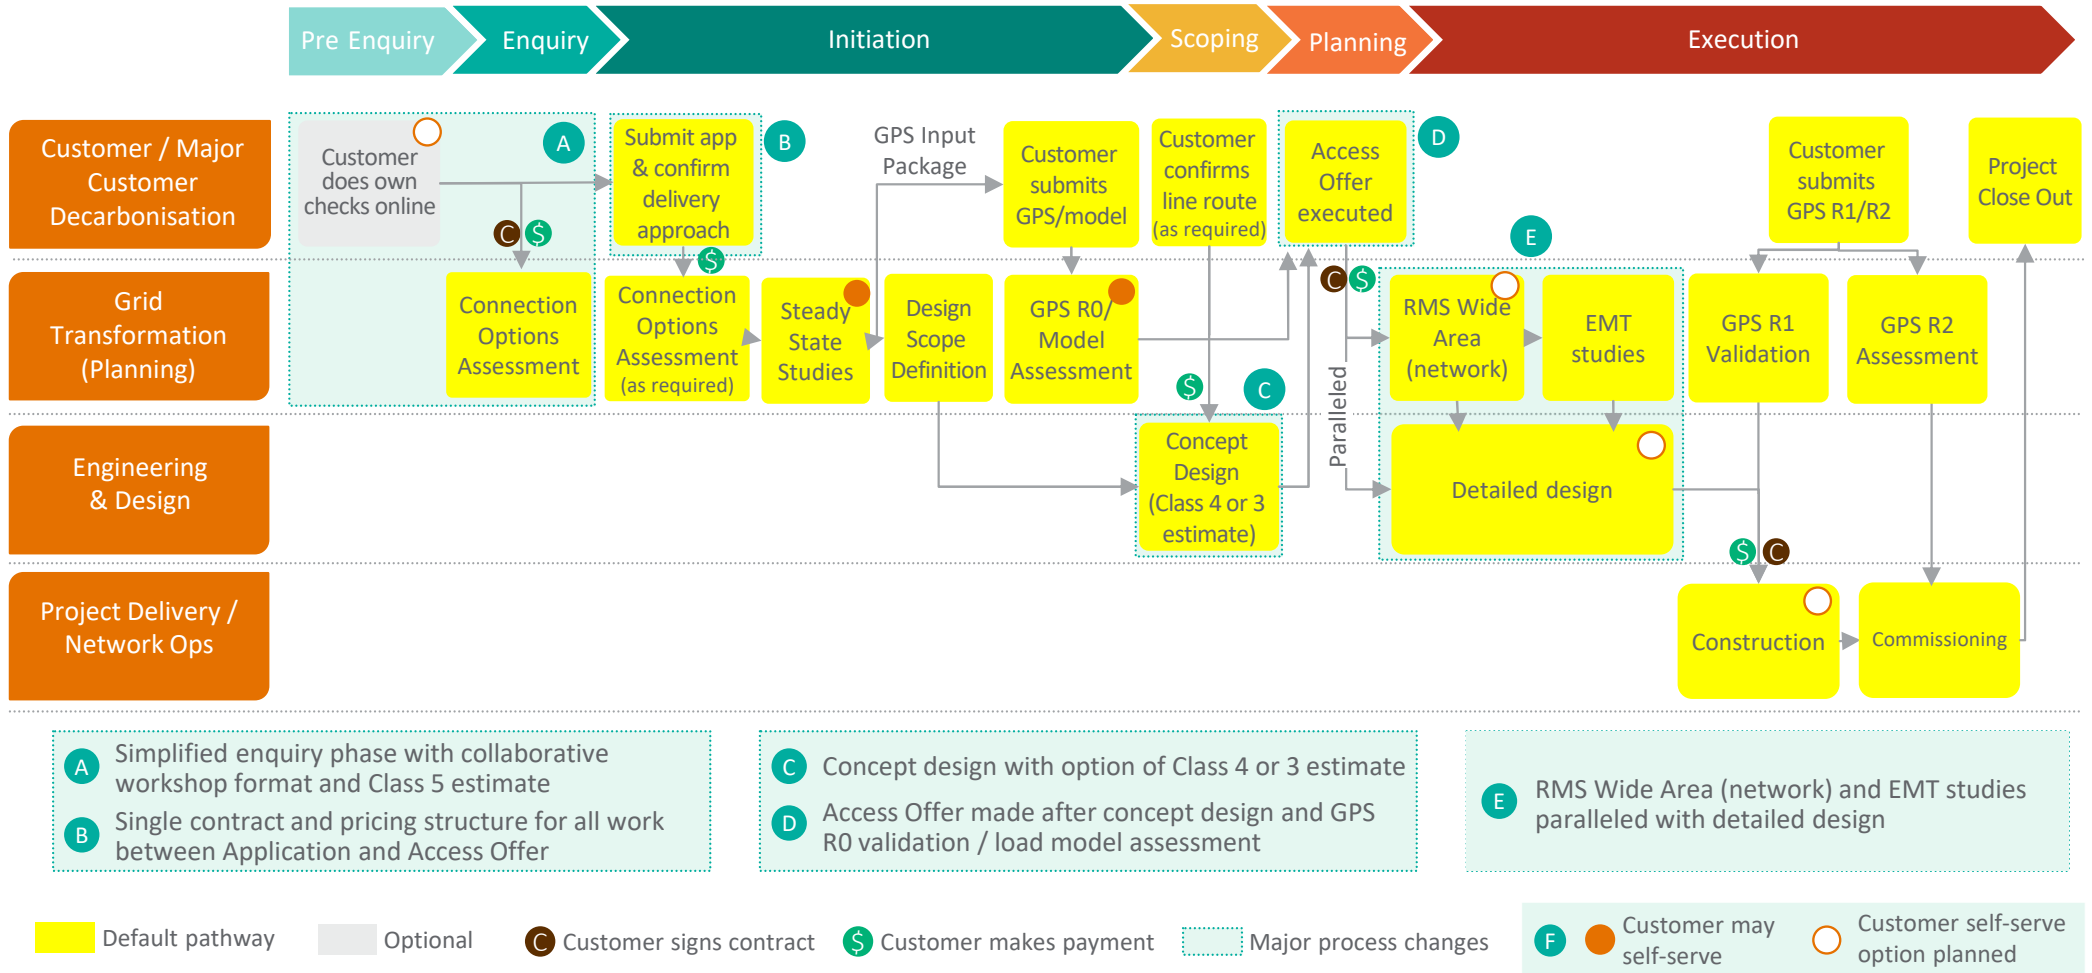 Pre Enquiry
Enquiry
Initiation
Scoping
Planning
Execution
Customer / Major
Customer
Decarbonisation
Customer
does own
checks online
A
C
$
Submit app
& confirm
delivery
approach
B
$
GPS Input
Package
Customer
submits
GPS/model
Customer
confirms
line route
(as required)
Access
Offer
executed
D
C
$
E
Customer
submits
GPS R1/R2
Project
Close Out
Grid
Transformation
(Planning)
Connection
Options
Assessment
Connection
Options
Assessment
(as required)
Steady
State
Studies
Design
Scope
Definition
GPS R0/
Model
Assessment
$
C
Paralleled
RMS Wide
Area
(network)
EMT
studies
GPS R1
Validation
GPS R2
Assessment
Engineering
& Design
Concept
Design
(Class 4 or 3
estimate)
Detailed design
$
C
Project Delivery /
Network Ops
Construction
Commissioning
A
Simplified enquiry phase with collaborative
workshop format and Class 5 estimate
B
Single contract and pricing structure for all work
between Application and Access Offer
C
Concept design with option of Class 4 or 3 estimate
D
Access Offer made after concept design and GPS
R0 validation / load model assessment
E
RMS Wide Area (network) and EMT studies
paralleled with detailed design
Default pathway
Optional
C
Customer signs contract
$
Customer makes payment
Major process changes
F
Customer may
self-serve
Customer self-serve
option planned